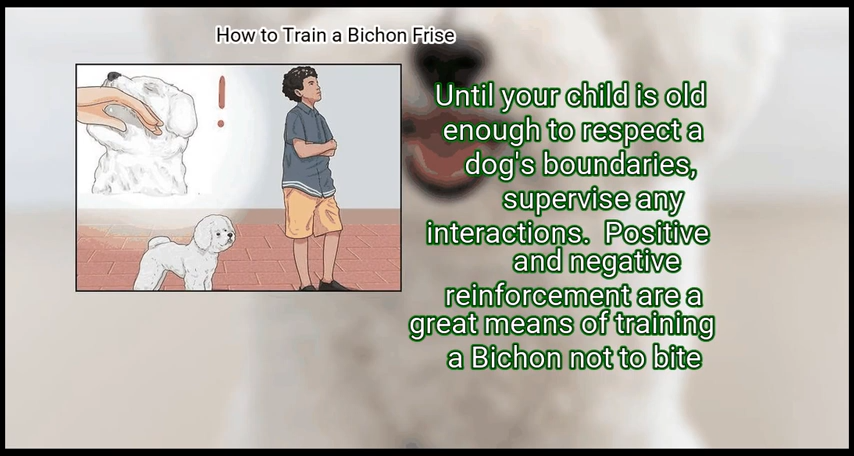 How to Train a Bichon Frise
!
Until your child is old
enough to respect a
dog's boundaries,
supervise any
interactions.  Positive
and negative
reinforcement are a
great means of training
a Bichon not to bite